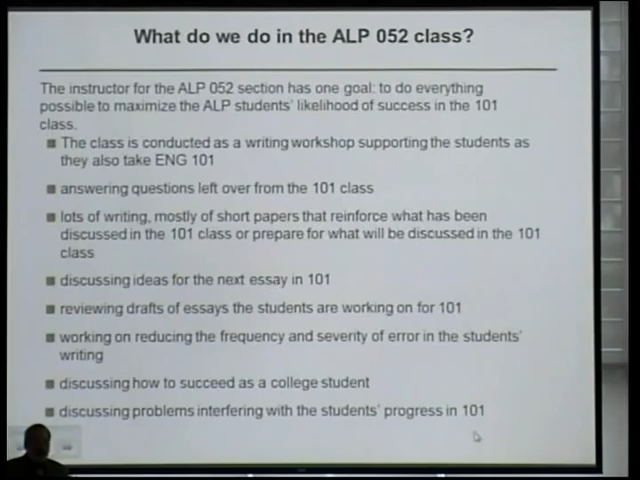 What do we do in the ALP 052 class?
The instructor for the ALP 052 section has one goal: to do everything
possible to maximize the ALP students' likelihood of success in the 101
class.
The class is conducted as a writing workshop supporting the students as
they also take ENG 101
answering questions left over from the 101 class
lots of writing, mostly of short papers that reinforce what has been
discussed in the 101 class or prepare for what will be discussed in the 101
class
discussing ideas for the next essay in 101
reviewing drafts of essays the students are working on for 101
working on reducing the frequency and severity of error in the students'
writing
discussing how to succeed as a college student
discussing problems interfering with the students' progress in 101